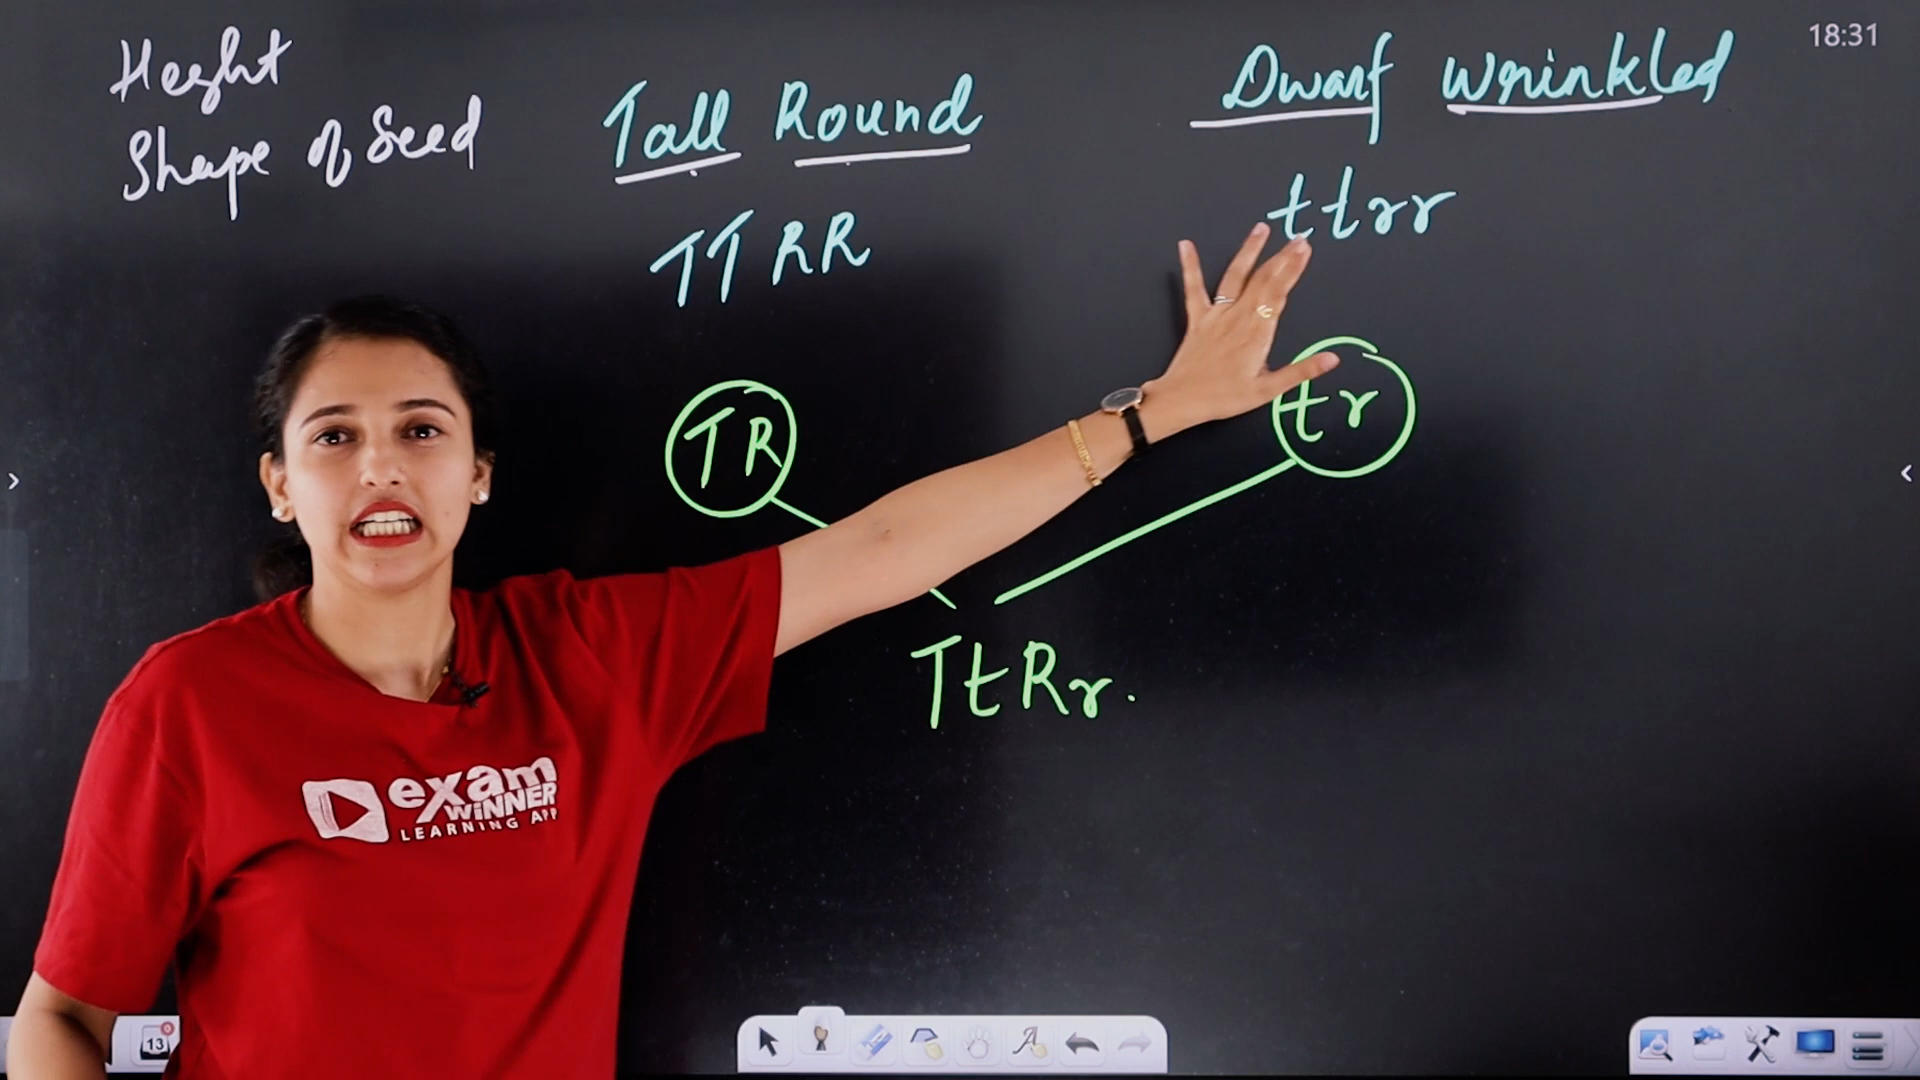 Heght
Shape of Seed
Tall Round
TTRR
Dwarf Wrinkled
ttrr
18:31
TR
tr
TtRr.
exam
WINNER
LEARNING APP
13